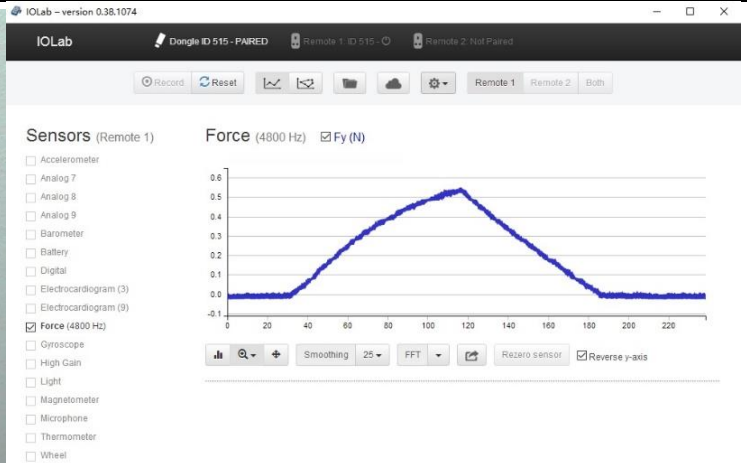 IOLab – version 0.38.1074
IOLab Dongle ID 515 - PAIRED Remote 1: ID 515 - Remote 2: Not Paired
Record Reset Remote 1 Remote 2 Both
Sensors (Remote 1)
Accelerometer
Analog 7
Analog 8
Analog 9
Barometer
Battery
Digital
Electrocardiogram (3)
Electrocardiogram (9)
Force (4800 Hz)
Gyroscope
High Gain
Light
Magnetometer
Microphone
Thermometer
Wheel
Force (4800 Hz) Fy (N)
0.6
0.5
0.4
0.3
0.2
0.1
0.0
-0.1
0 20 40 60 80 100 120 140 160 180 200 220
Smoothing 25 FFT Rezero sensor Reverse y-axis